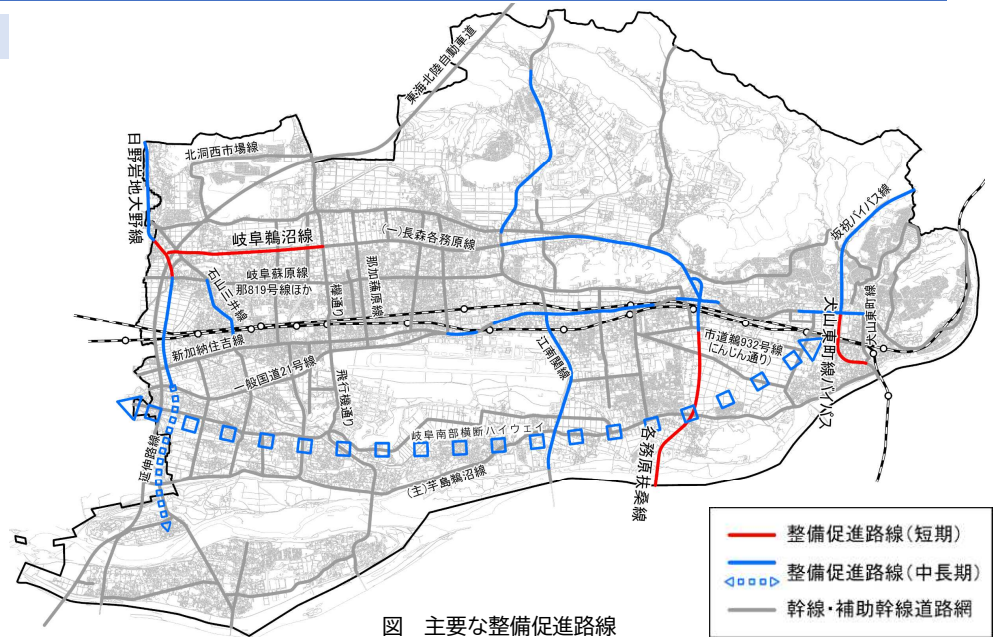 東海北陸自動車道
日野岩地大野線
北洞西市場線
坂祝バイパス線
岐阜鵜沼線
(一)長森各務原線
岐阜蘇原線
那819号線ほか
石山三井線
欅通り
那加蘇原線
犬山東町線
犬山東町線バイパス
市道鵜932号線
(にんじん通り)
新加納住吉線
江南関線
一般国道21号線
飛行機通り
岐阜南部横断ハイウェイ
各務原扶桑線
延伸路線
(主)芋島鵜沼線
整備促進路線(短期)
整備促進路線(中長期)
幹線・補助幹線道路網
図 主要な整備促進路線